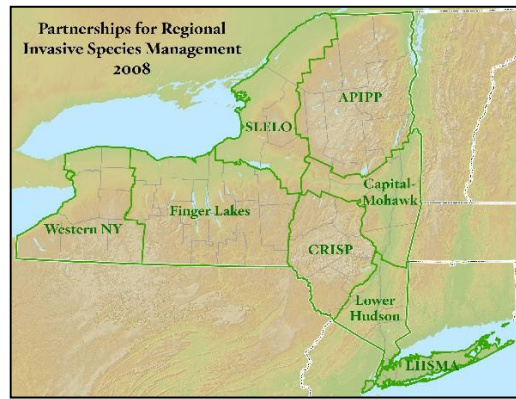 Partnerships for Regional
Invasive Species Management
2008
APIPP
SLELO
Capital-
Mohawk
Western NY
Finger Lakes
CRISP
Lower
Hudson
LIISMA